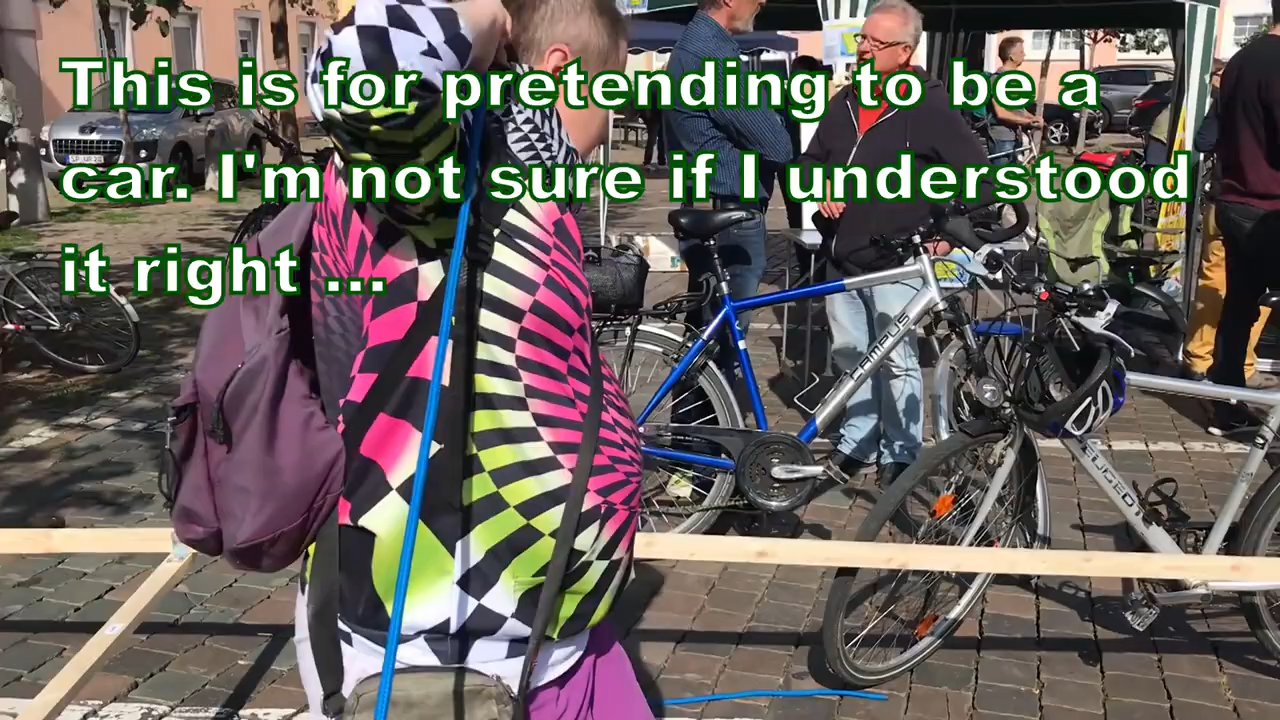 This is for pretending to be a
car. I'm not sure if I understood
it right ...
CAMPUS
PEUGEOT